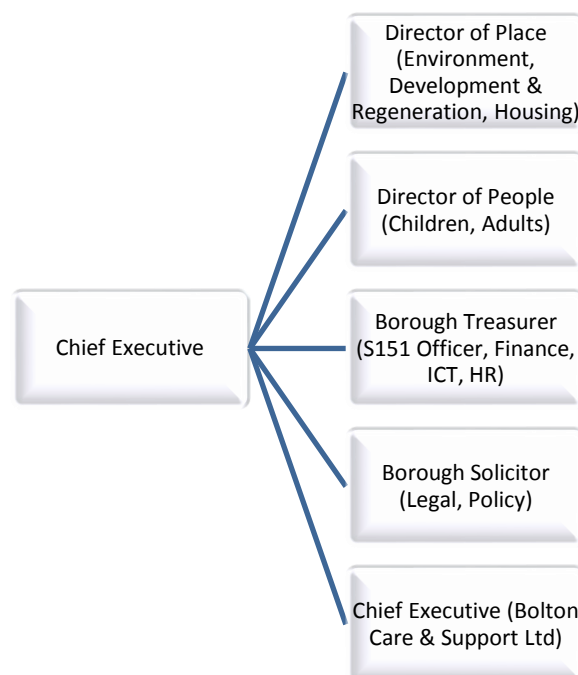 Director of Place
(Environment,
Development &
Regeneration, Housing)
Director of People
(Children, Adults)
Chief Executive
Borough Treasurer
(S151 Officer, Finance,
ICT, HR)
Borough Solicitor
(Legal, Policy)
Chief Executive (Bolton
Care & Support Ltd)